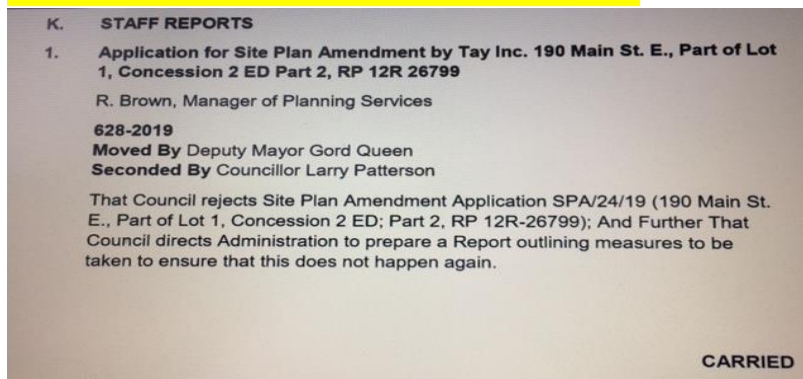 K. STAFF REPORTS
1. Application for Site Plan Amendment by Tay Inc. 190 Main St. E., Part of Lot
1, Concession 2 ED Part 2, RP 12R 26799
R. Brown, Manager of Planning Services
628-2019
Moved By Deputy Mayor Gord Queen
Seconded By Councillor Larry Patterson
That Council rejects Site Plan Amendment Application SPA/24/19 (190 Main St.
E., Part of Lot 1, Concession 2 ED; Part 2, RP 12R-26799); And Further That
Council directs Administration to prepare a Report outlining measures to be
taken to ensure that this does not happen again.
CARRIED